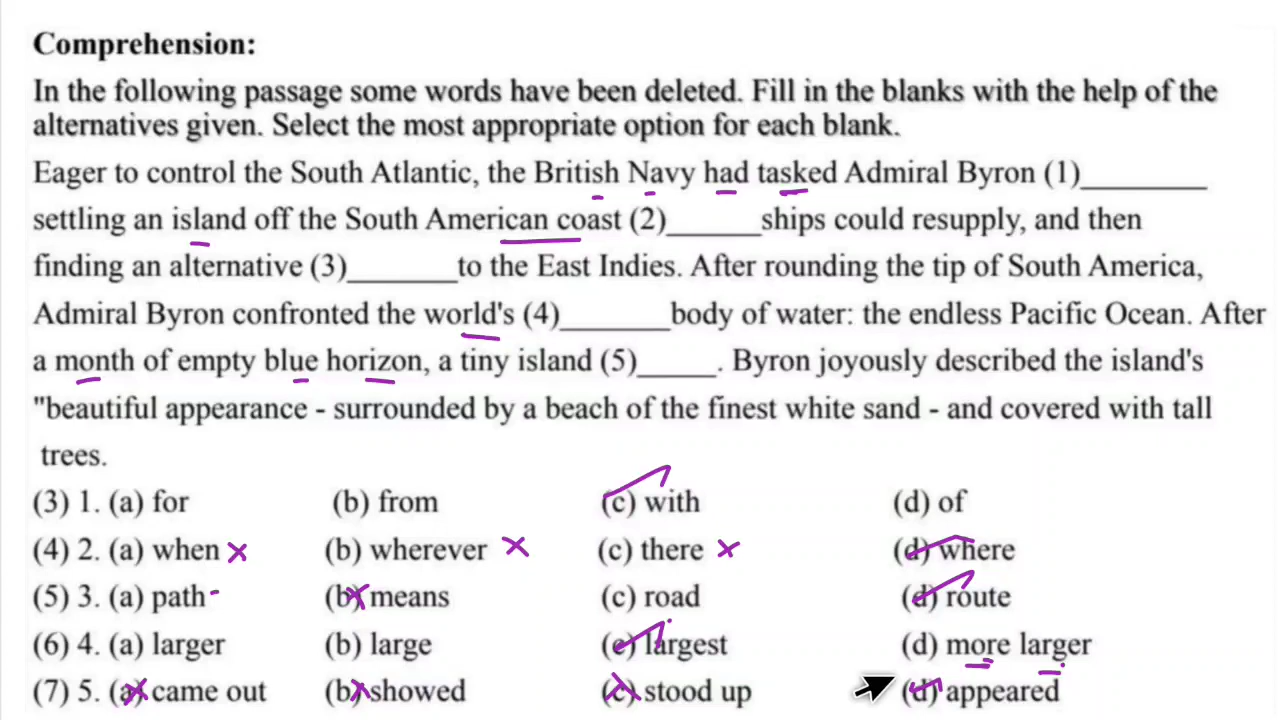 Comprehension:
In the following passage some words have been deleted. Fill in the blanks with the help of the
alternatives given. Select the most appropriate option for each blank.
Eager to control the South Atlantic, the British Navy had tasked Admiral Byron (1)________
settling an island off the South American coast (2)______ships could resupply, and then
finding an alternative (3)_______to the East Indies. After rounding the tip of South America,
Admiral Byron confronted the world's (4)_______body of water: the endless Pacific Ocean. After
a month of empty blue horizon, a tiny island (5)_____. Byron joyously described the island's
"beautiful appearance - surrounded by a beach of the finest white sand - and covered with tall
trees.
(3) 1. (a) for (b) from (c) with (d) of
(4) 2. (a) when (b) wherever (c) there (d) where
(5) 3. (a) path (b) means (c) road (d) route
(6) 4. (a) larger (b) large (c) largest (d) more larger
(7) 5. (a) came out (b) showed (c) stood up (d) appeared